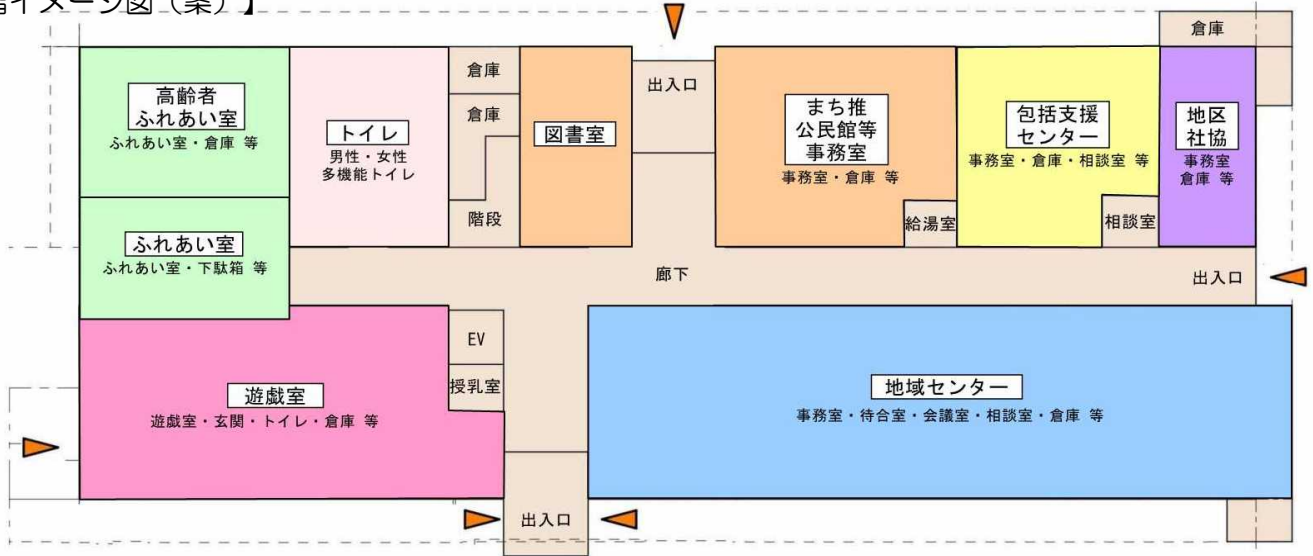 イメージ図（案）】
倉庫
高齢者
ふれあい室
ふれあい室・倉庫 等
トイレ
男性・女性
多機能トイレ
倉庫
倉庫
階段
図書室
出入口
まち推
公民館等
事務室
事務室・倉庫 等
給湯室
包括支援
センター
事務室・倉庫・相談室 等
相談室
地区
社協
事務室
倉庫 等
ふれあい室
ふれあい室・下駄箱 等
廊下
出入口
EV
授乳室
遊戯室
遊戯室・玄関・トイレ・倉庫 等
地域センター
事務室・待合室・会議室・相談室・倉庫 等
出入口